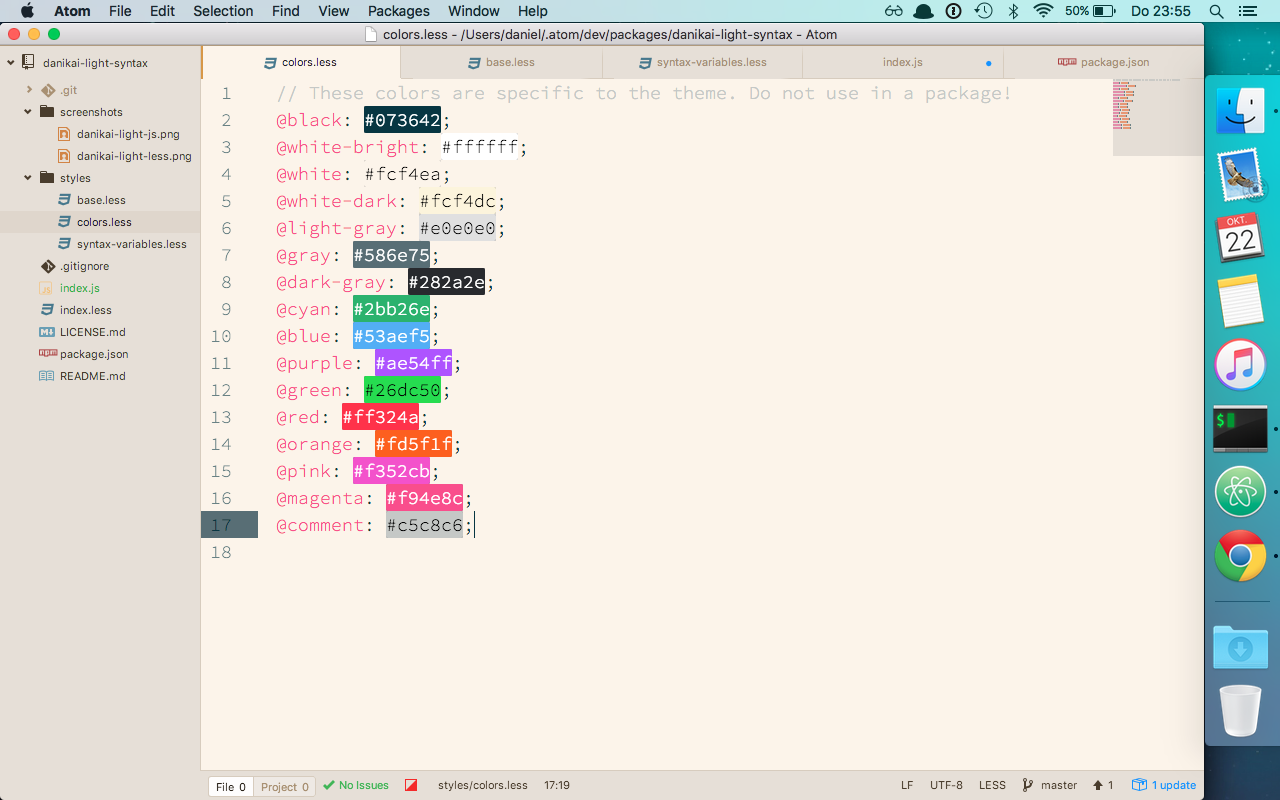 Atom File Edit Selection Find View Packages Window Help 50% Do 23:55
colors.less - /Users/daniel/.atom/dev/packages/danikai-light-syntax - Atom
danikai-light-syntax
.git
screenshots
danikai-light-js.png
danikai-light-less.png
styles
base.less
colors.less
syntax-variables.less
.gitignore
index.js
index.less
LICENSE.md
package.json
README.md
colors.less base.less syntax-variables.less index.js package.json
1 // These colors are specific to the theme. Do not use in a package!
2 @black: #073642;
3 @white-bright: #ffffff;
4 @white: #fcf4ea;
5 @white-dark: #fcf4dc;
6 @light-gray: #e0e0e0;
7 @gray: #586e75;
8 @dark-gray: #282a2e;
9 @cyan: #2bb26e;
10 @blue: #53aef5;
11 @purple: #ae54ff;
12 @green: #26dc50;
13 @red: #ff324a;
14 @orange: #fd5f1f;
15 @pink: #f352cb;
16 @magenta: #f94e8c;
17 @comment: #c5c8c6;
18
File 0 Project 0 No Issues styles/colors.less 17:19 LF UTF-8 LESS master 1 1 update
OKT.
22
$